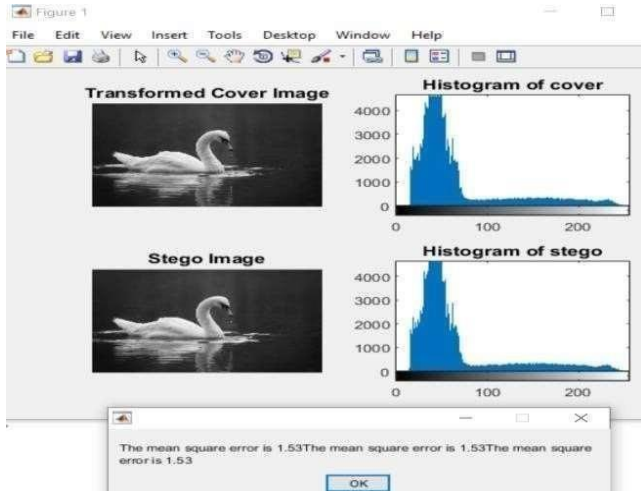 Figure 1
File Edit View Insert Tools Desktop Window Help
Transformed Cover Image
Histogram of cover
4000
3000
2000
1000
0
0 100 200
Stego Image
Histogram of stego
4000
3000
2000
1000
0
0 100 200
The mean square error is 1.53The mean square error is 1.53The mean square
error is 1.53
OK